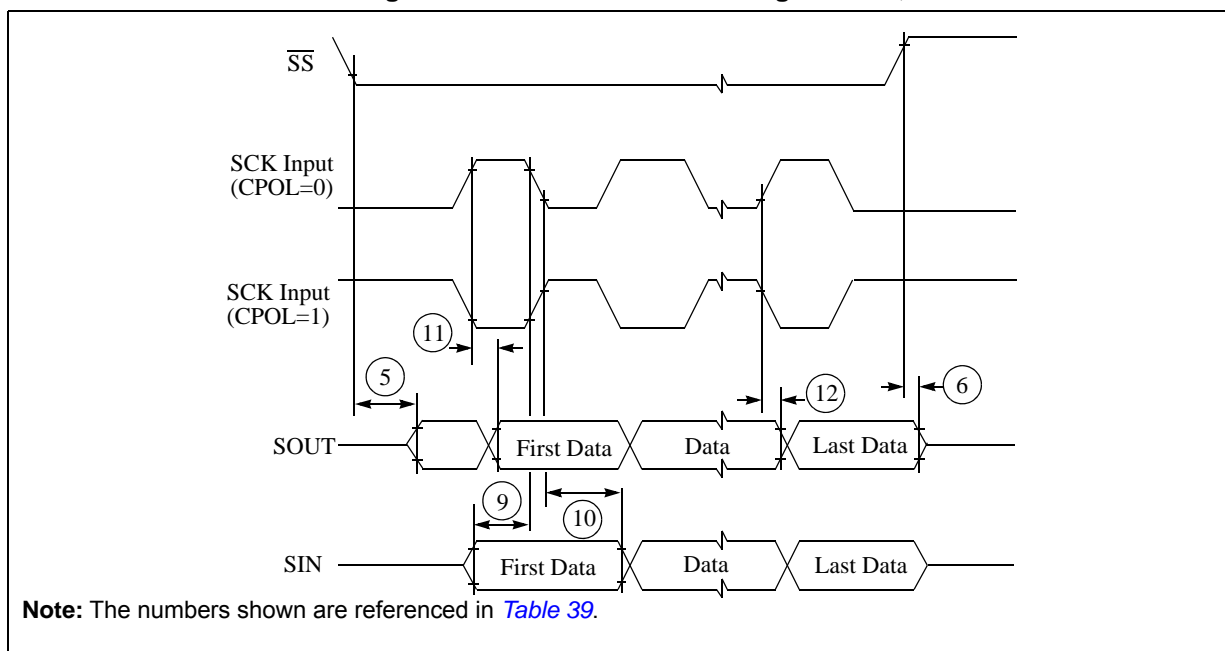 SS
SCK Input
(CPOL=0)
SCK Input
(CPOL=1)
11
5
12
6
SOUT
First Data
Data
Last Data
9
10
SIN
First Data
Data
Last Data
Note: The numbers shown are referenced in Table 39.